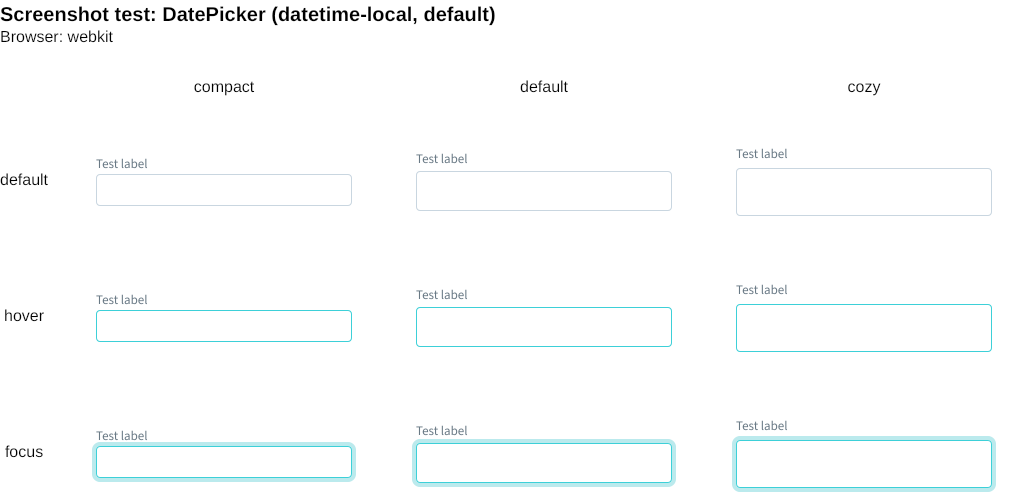 Screenshot test: DatePicker (datetime-local, default)
Browser: webkit
compact default cozy
default Test label Test label Test label
hover Test label Test label Test label
focus Test label Test label Test label